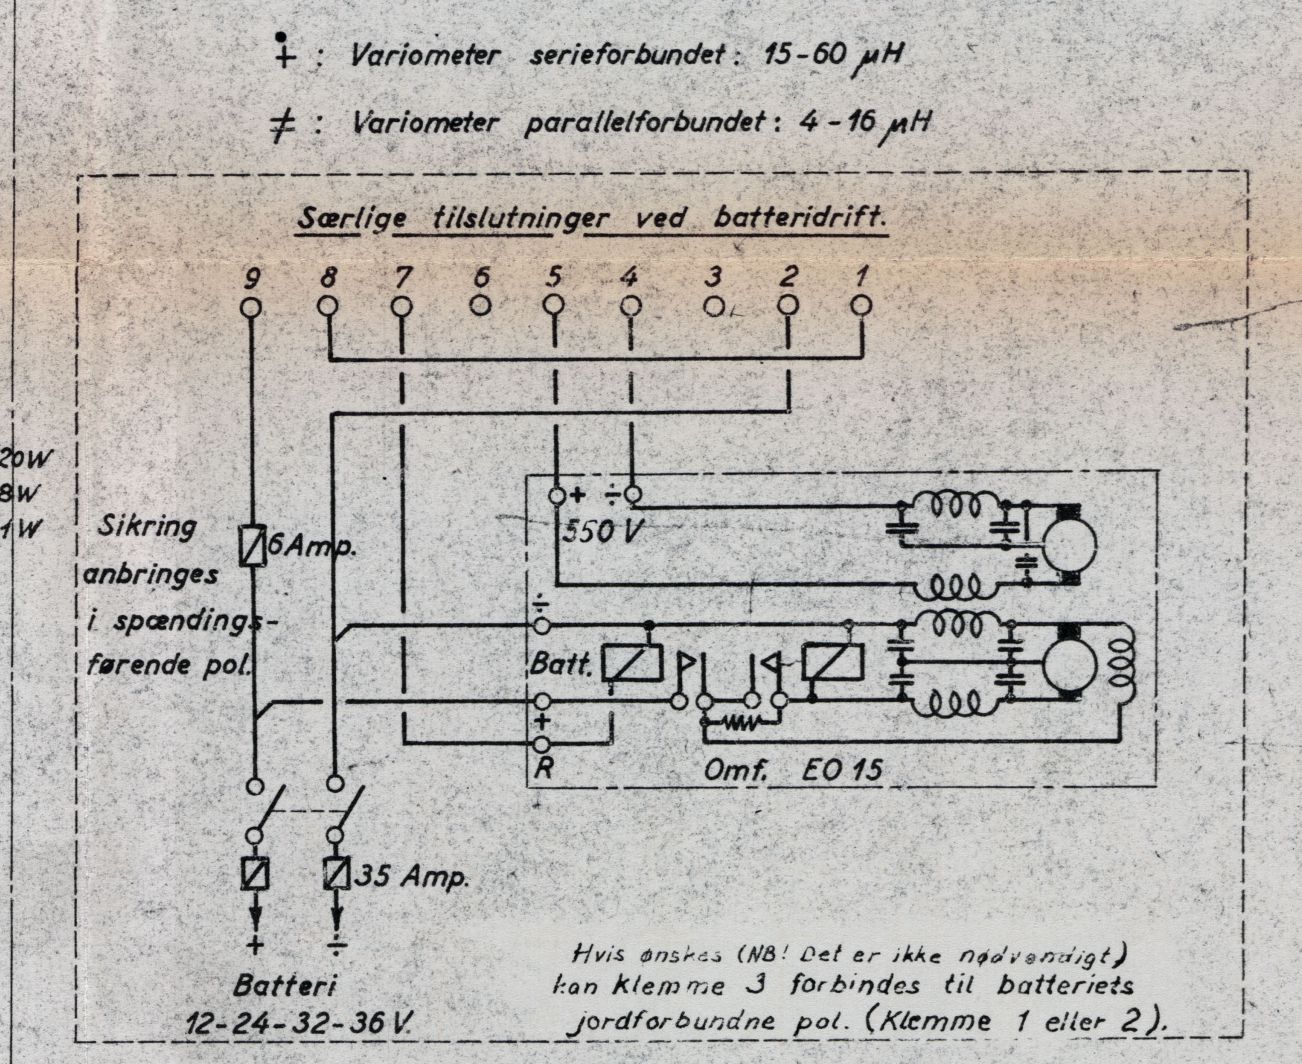 + : Variometer serieforbundet: 15-60 µH
≠ : Variometer parallelforbundet: 4-16 µH
Særlige tilslutninger ved batteridrift.
9 8 7 6 5 4 3 2 1
20W
8W
1W
+ ÷
550 V
Sikring
6Amp.
anbringes
i spændings-
førende pol.
÷
Batt.
+
R
Omf. EO 15
35 Amp.
+ ÷
Batteri
12-24-32-36 V.
Hvis ønskes (NB! Det er ikke nødvendigt)
kan klemme 3 forbindes til batteriets
jordforbundne pol. (Klemme 1 eller 2).